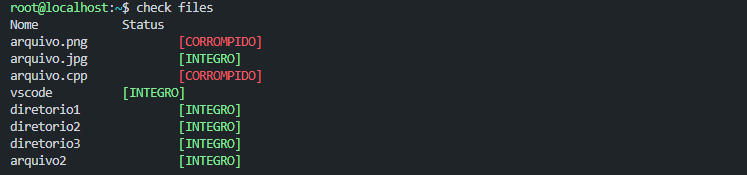 root@localhost:~$ check files
Nome Status
arquivo.png [CORROMPIDO]
arquivo.jpg [INTEGRO]
arquivo.cpp [CORROMPIDO]
vscode [INTEGRO]
diretorio1 [INTEGRO]
diretorio2 [INTEGRO]
diretorio3 [INTEGRO]
arquivo2 [INTEGRO]